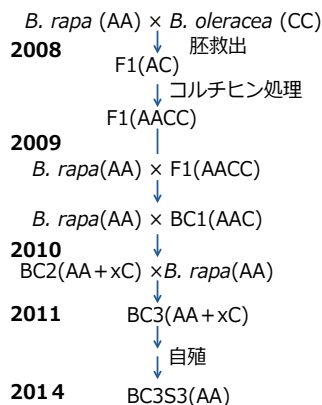 B. rapa (AA) × B. oleracea (CC)
2008
胚救出
F1(AC)
コルチヒン処理
F1(AACC)
2009
B. rapa(AA) × F1(AACC)
B. rapa(AA) × BC1(AAC)
2010
BC2(AA+xC) ×B. rapa(AA)
2011
BC3(AA+xC)
自殖
2014
BC3S3(AA)